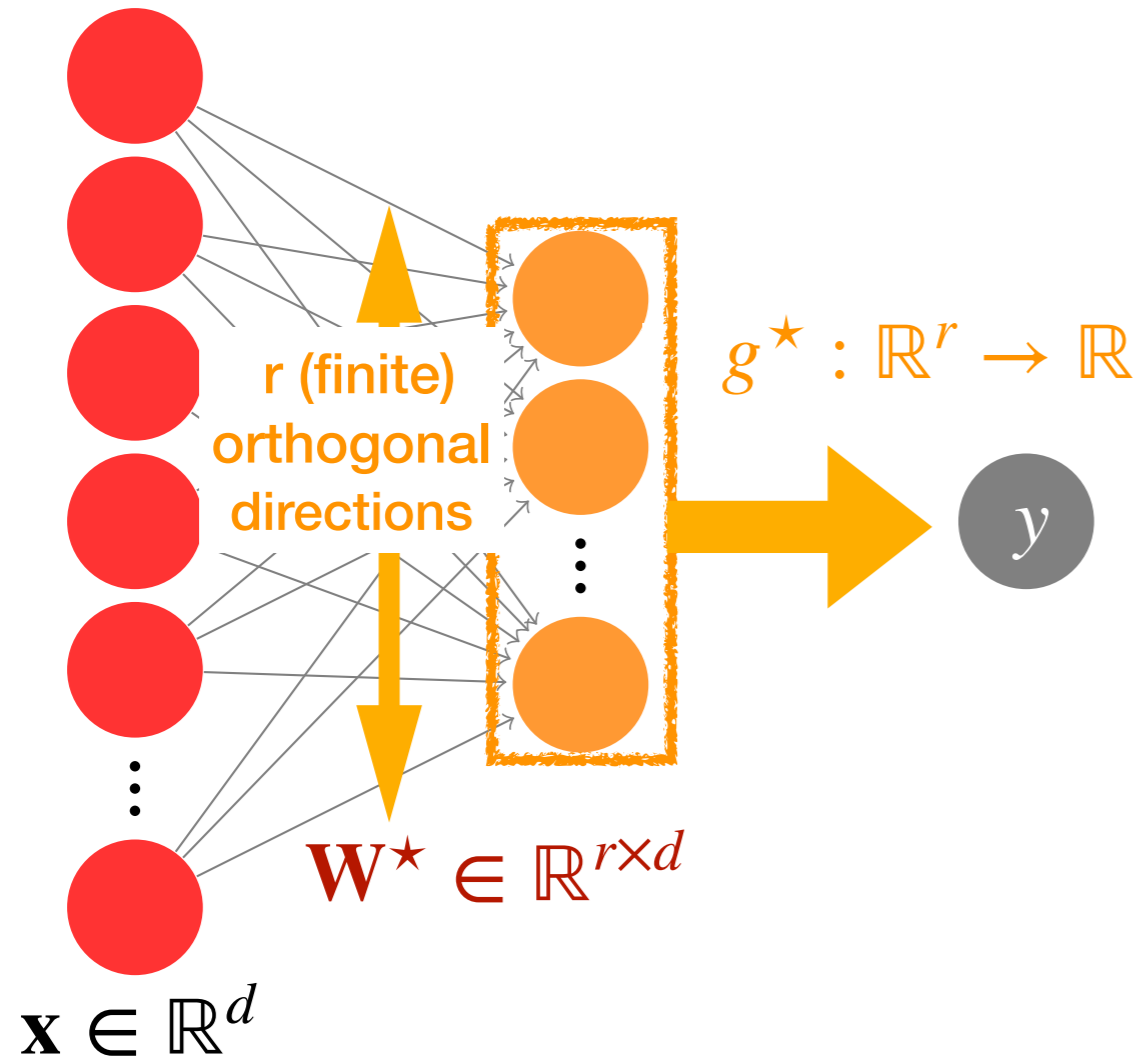 r (finite)
orthogonal
directions
g⋆ : ℝʳ → ℝ
y
⋮
⋮
W⋆ ∈ ℝʳˣᵈ
x ∈ ℝᵈ